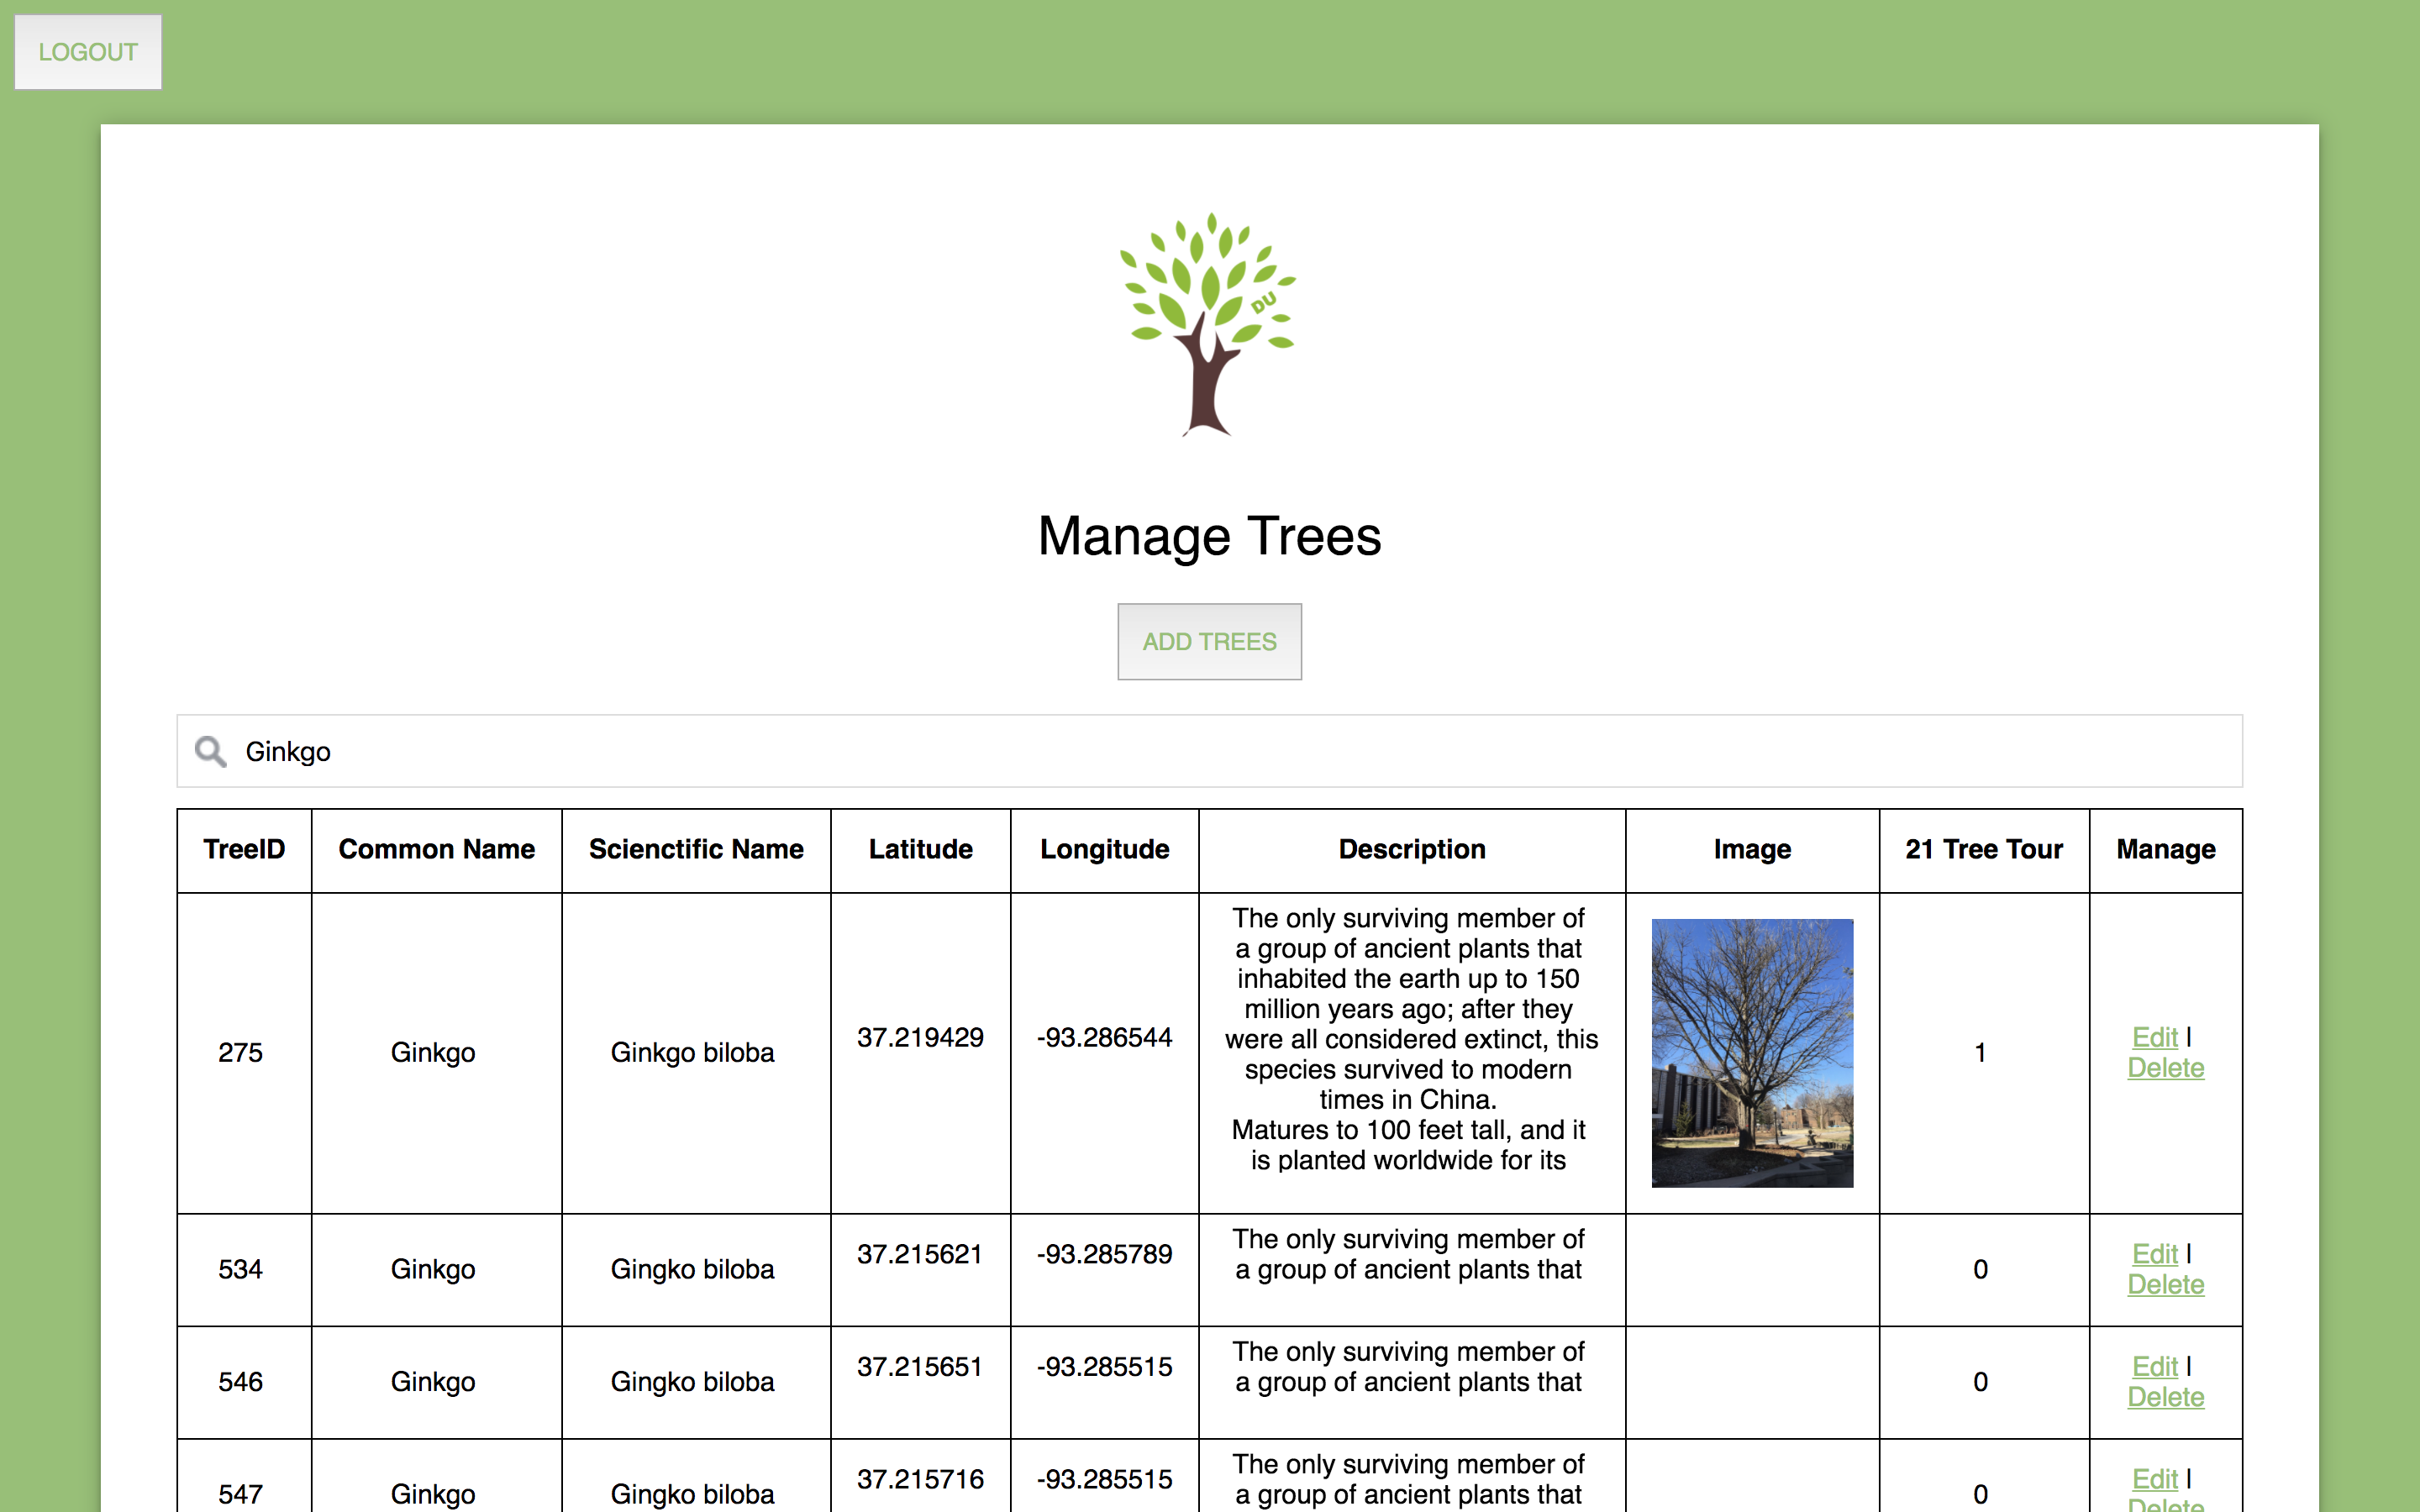 LOGOUT
DU
Manage Trees
ADD TREES
Ginkgo
TreeID Common Name Scienctific Name Latitude Longitude Description Image 21 Tree Tour Manage
275 Ginkgo Ginkgo biloba 37.219429 -93.286544 The only surviving member of
a group of ancient plants that
inhabited the earth up to 150
million years ago; after they
were all considered extinct, this
species survived to modern
times in China.
Matures to 100 feet tall, and it
is planted worldwide for its
1 Edit |
Delete
534 Ginkgo Gingko biloba 37.215621 -93.285789 The only surviving member of
a group of ancient plants that
0 Edit |
Delete
546 Ginkgo Gingko biloba 37.215651 -93.285515 The only surviving member of
a group of ancient plants that
0 Edit |
Delete
547 Ginkgo Gingko biloba 37.215716 -93.285515 The only surviving member of
a group of ancient plants that
0 Edit |
Delete